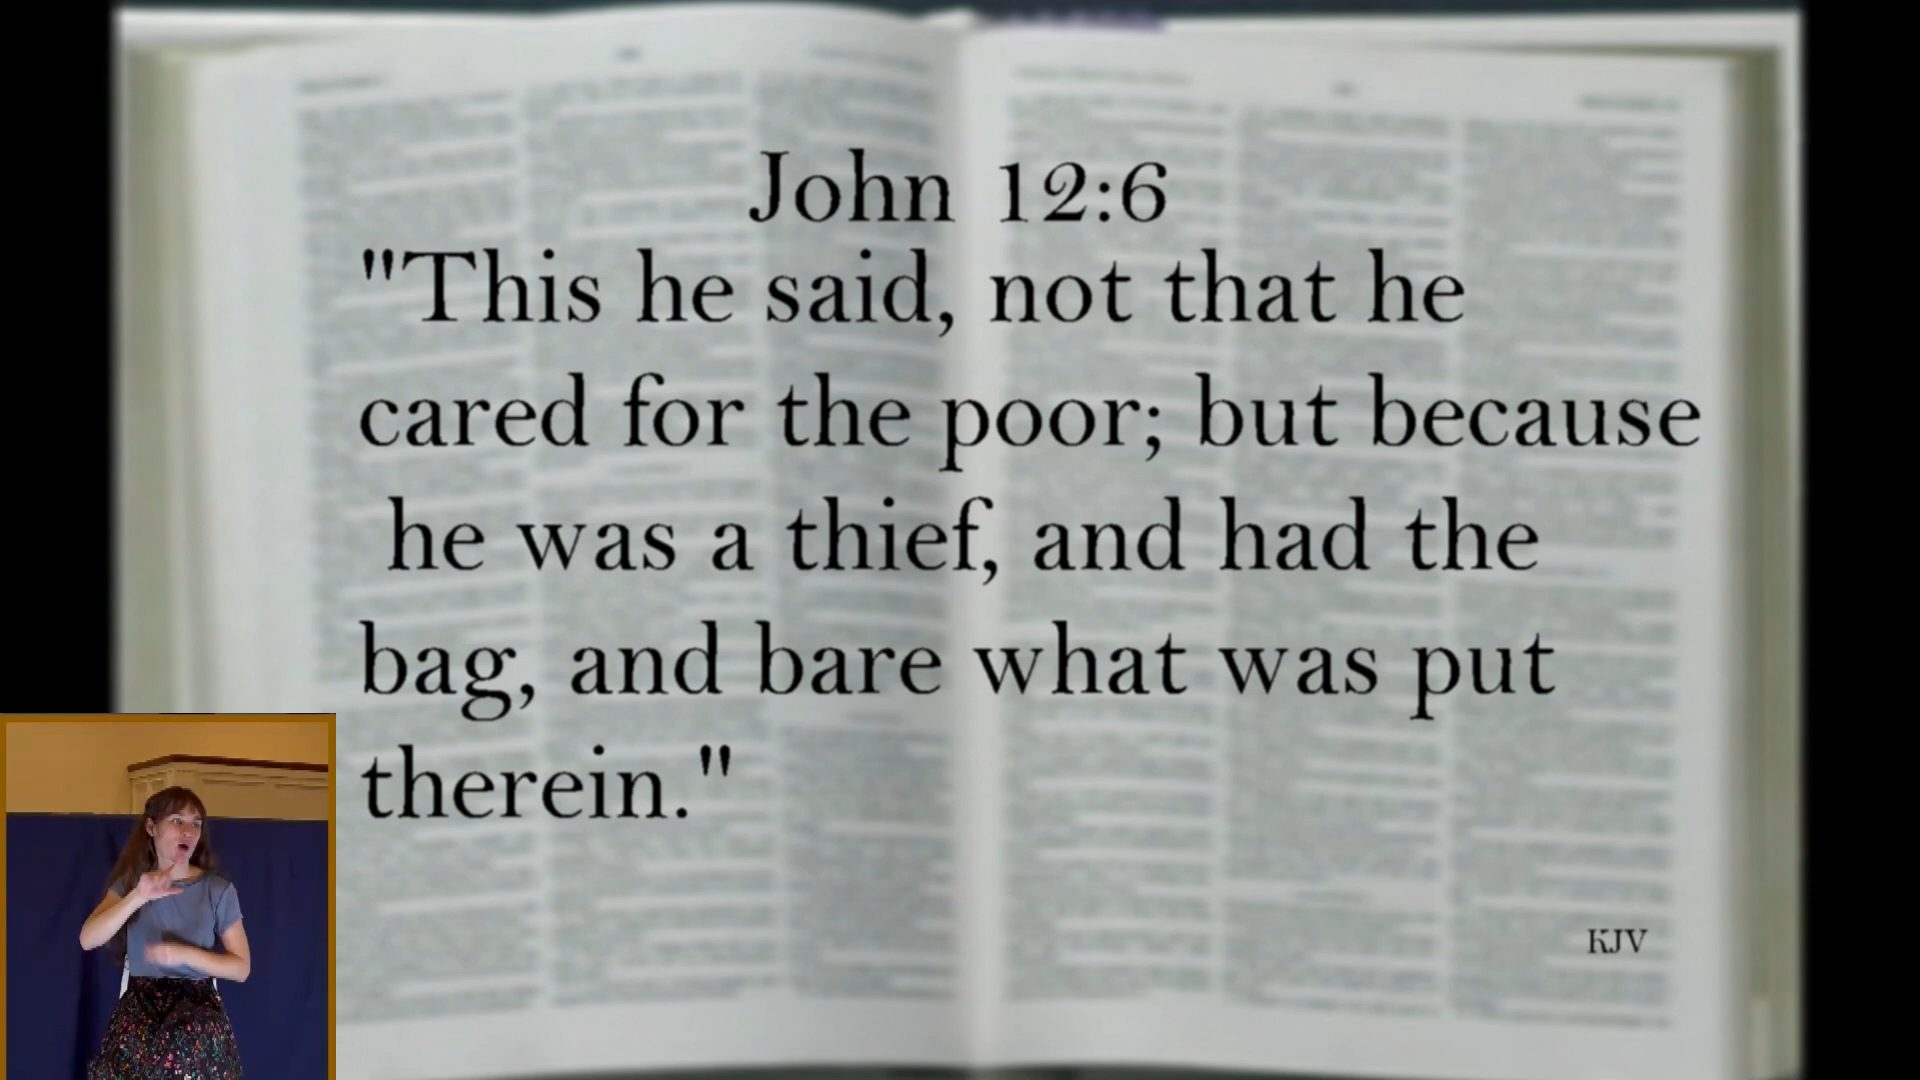 John 12:6
"This he said, not that he
cared for the poor; but because
he was a thief, and had the
bag, and bare what was put
therein."
KJV